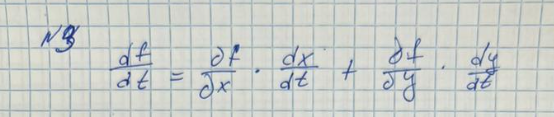 №3
df/dt = ∂f/∂x · dx/dt + ∂f/∂y · dy/dt